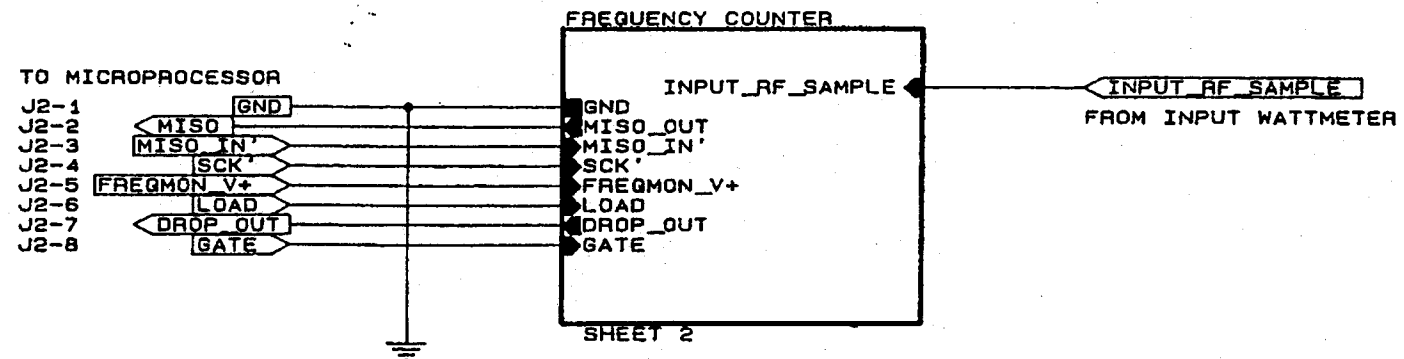 FREQUENCY COUNTER
TO MICROPROCESSOR
INPUT_RF_SAMPLE
INPUT_RF_SAMPLE
FROM INPUT WATTMETER
J2-1 GND GND
J2-2 MISO MISO_OUT
J2-3 MISO_IN' MISO_IN'
J2-4 SCK' SCK'
J2-5 FREQMON_V+ FREQMON_V+
J2-6 LOAD LOAD
J2-7 DROP_OUT DROP_OUT
J2-8 GATE GATE
SHEET 2